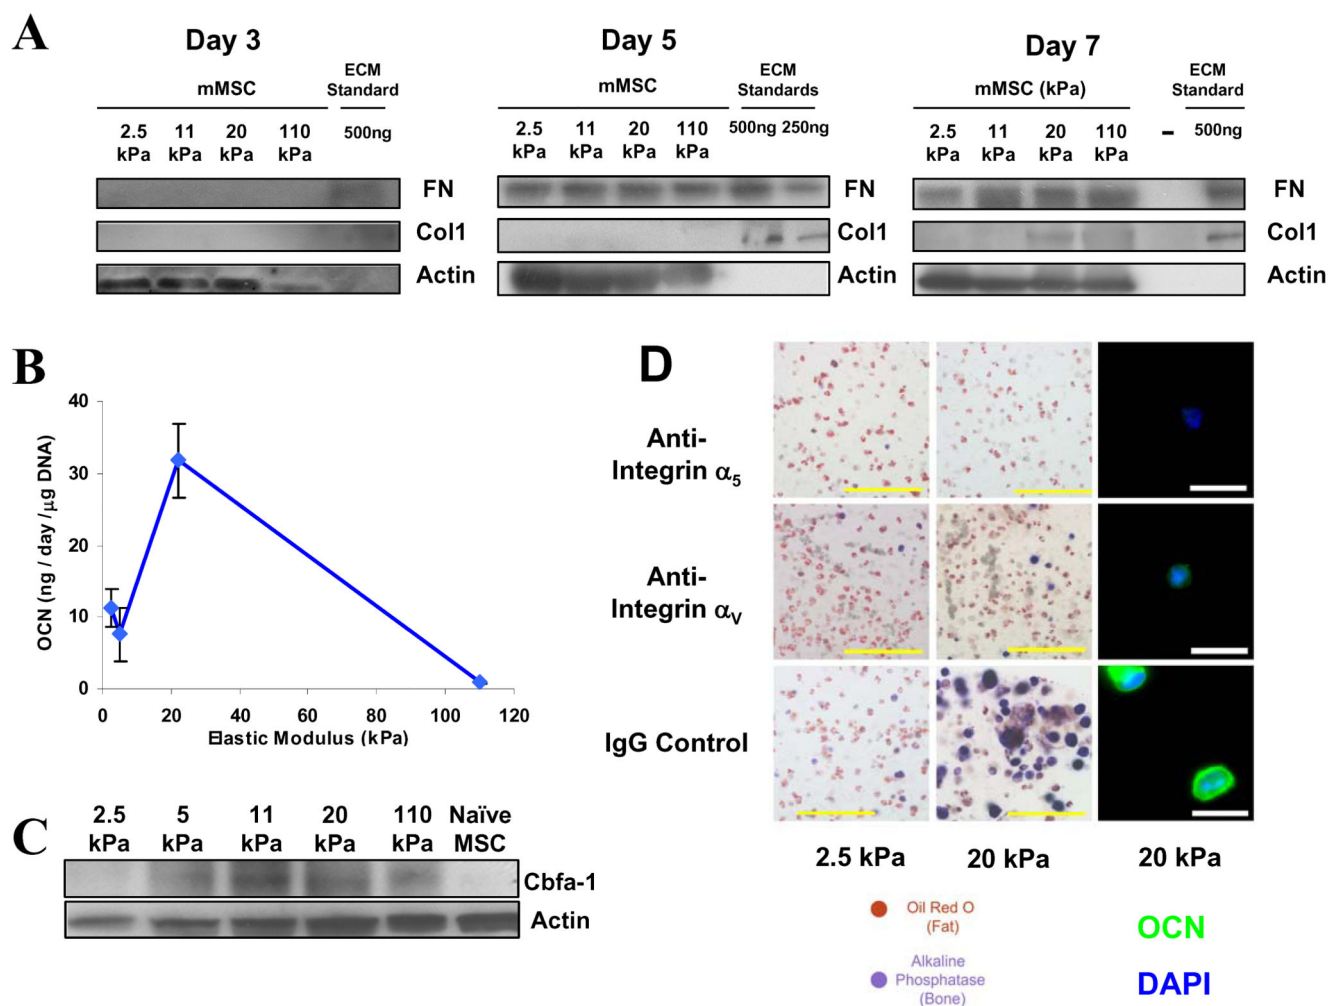 A
Day 3
Day 5
Day 7
mMSC
ECM
Standard
mMSC
ECM
Standards
mMSC (kPa)
ECM
Standard
2.5
kPa
11
kPa
20
kPa
110
kPa
500ng
2.5
kPa
11
kPa
20
kPa
110
kPa
500ng 250ng
2.5
kPa
11
kPa
20
kPa
110
kPa
–
500ng
FN
FN
FN
Col1
Col1
Col1
Actin
Actin
Actin
B
40
30
20
10
0
OCN (ng / day /µg DNA)
0 20 40 60 80 100 120
Elastic Modulus (kPa)
C
2.5
kPa
5
kPa
11
kPa
20
kPa
110
kPa
Naïve
MSC
Cbfa-1
Actin
D
Anti-
Integrin α5
Anti-
Integrin αV
IgG Control
2.5 kPa
20 kPa
20 kPa
Oil Red O
(Fat)
Alkaline
Phosphatase
(Bone)
OCN
DAPI